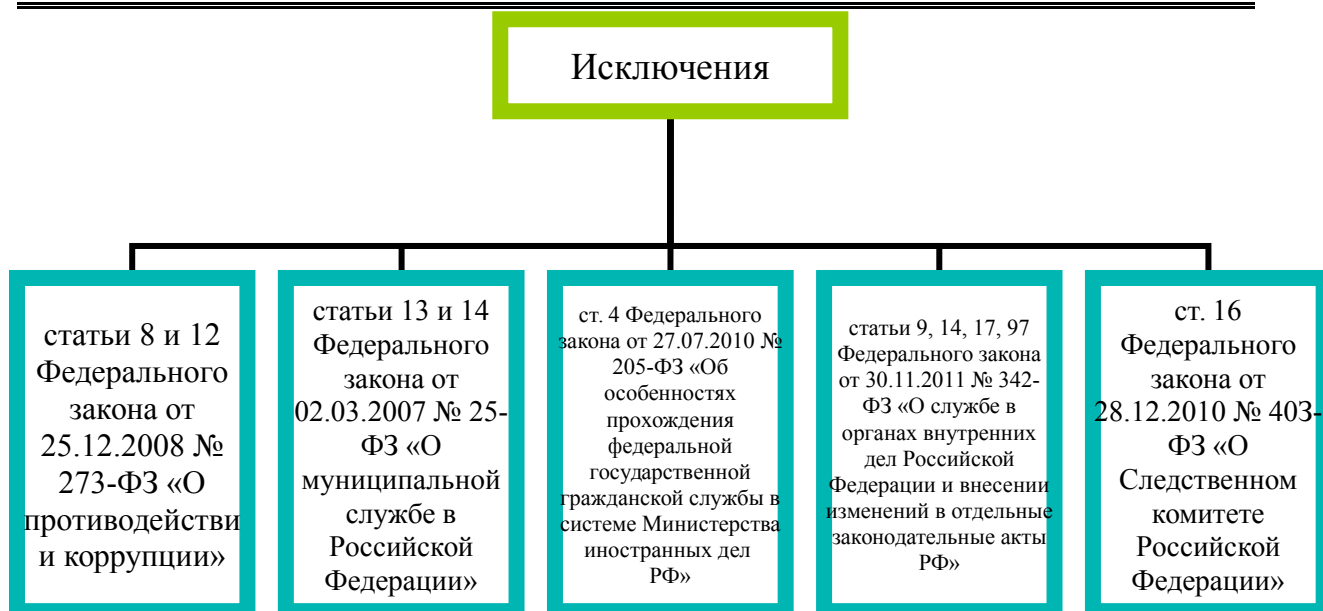 Исключения
статьи 8 и 12
Федерального
закона от
25.12.2008 №
273-ФЗ «О
противодействи
и коррупции»
статьи 13 и 14
Федерального
закона от
02.03.2007 № 25-
ФЗ «О
муниципальной
службе в
Российской
Федерации»
ст. 4 Федерального
закона от 27.07.2010 №
205-ФЗ «Об
особенностях
прохождения
федеральной
государственной
гражданской службы в
системе Министерства
иностранных дел
РФ»
статьи 9, 14, 17, 97
Федерального закона
от 30.11.2011 № 342-
ФЗ «О службе в
органах внутренних
дел Российской
Федерации и внесении
изменений в отдельные
законодательные акты
РФ»
ст. 16
Федерального
закона от
28.12.2010 № 403-
ФЗ «О
Следственном
комитете
Российской
Федерации»